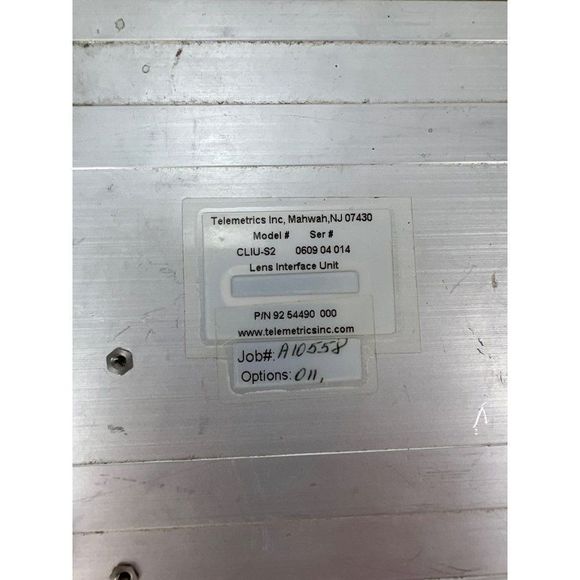 Telemetrics Inc, Mahwah,NJ 07430
Model # Ser #
CLIU-S2 0609 04 014
Lens Interface Unit
P/N 92 54490 000
www.telemetricsinc.com
Job#: A10558
Options: 011,